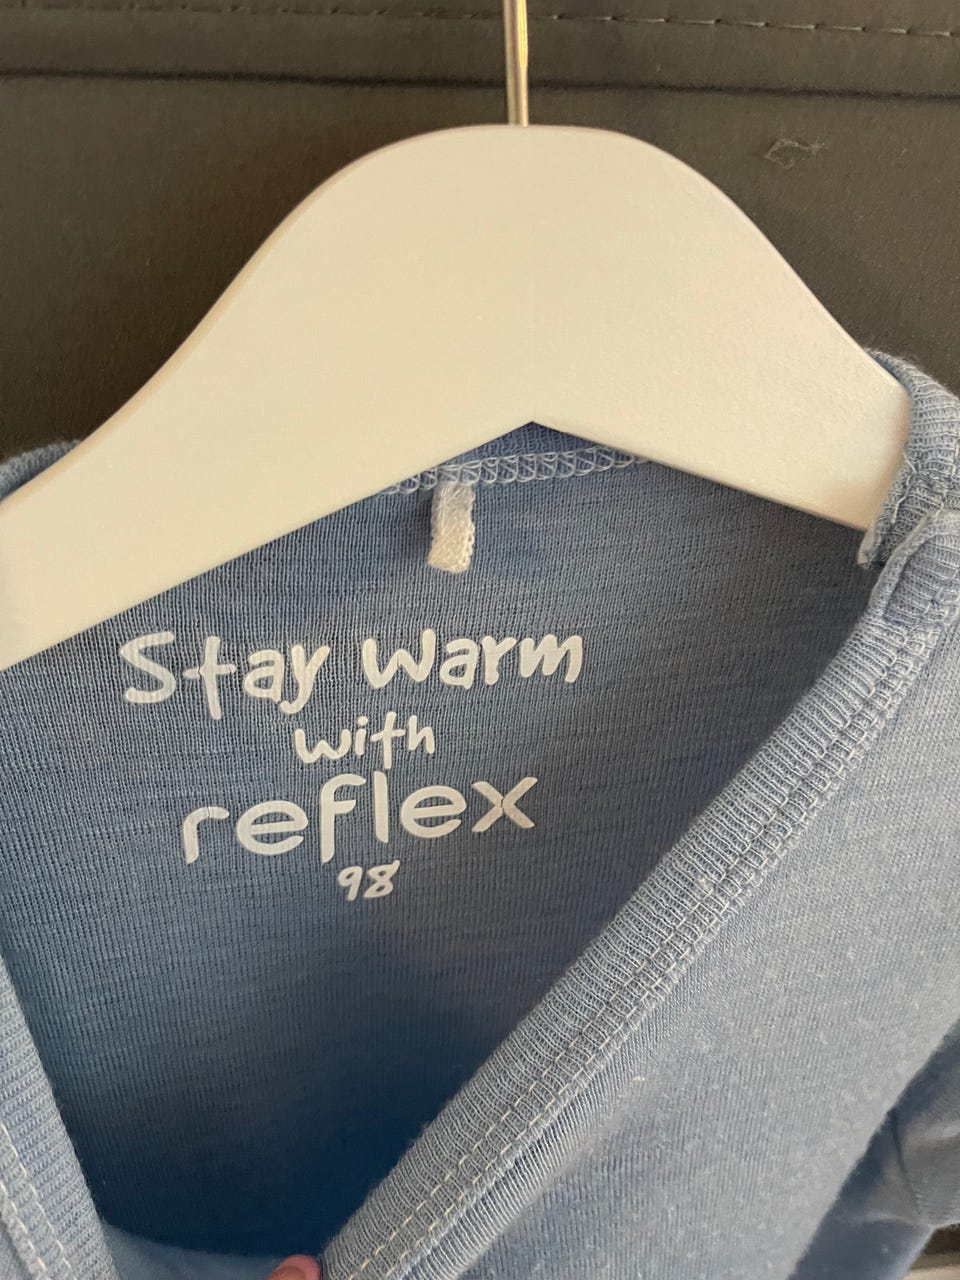 Stay Warm
with
reflex
98